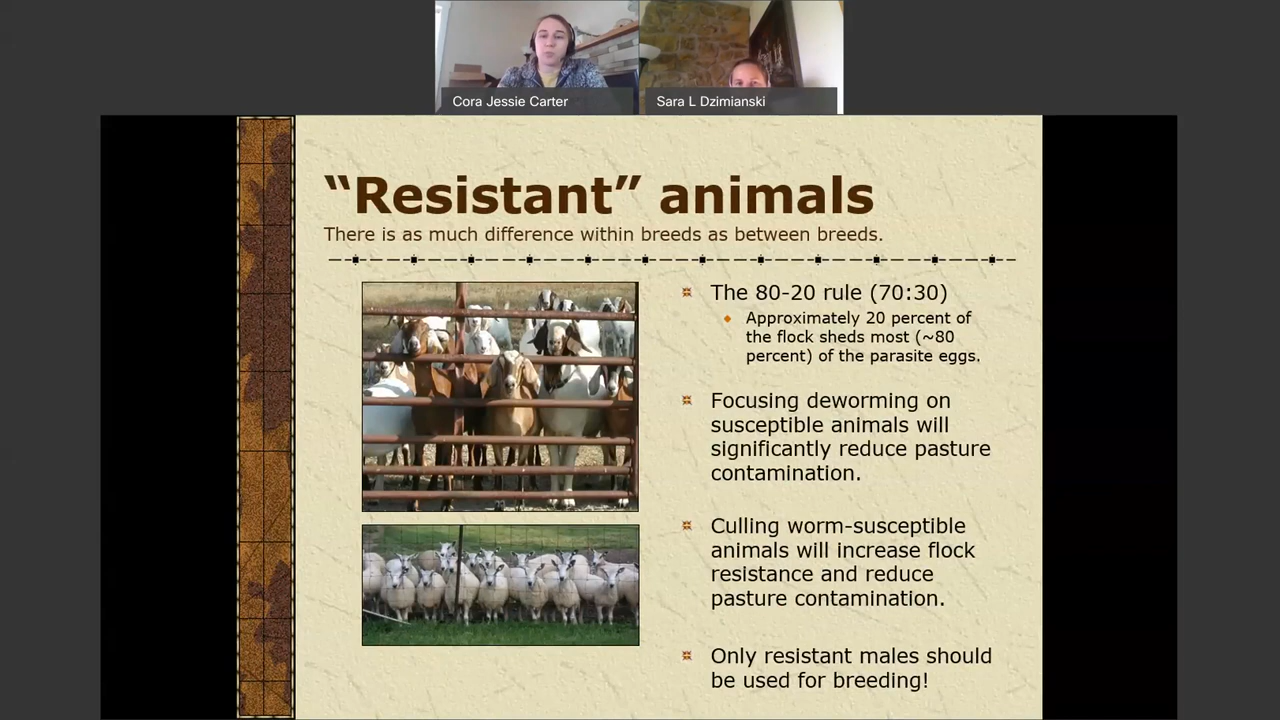 Cora Jessie Carter
Sara L Dzimianski
“Resistant” animals
There is as much difference within breeds as between breeds.
The 80-20 rule (70:30)
Approximately 20 percent of
the flock sheds most (~80
percent) of the parasite eggs.
Focusing deworming on
susceptible animals will
significantly reduce pasture
contamination.
Culling worm-susceptible
animals will increase flock
resistance and reduce
pasture contamination.
Only resistant males should
be used for breeding!